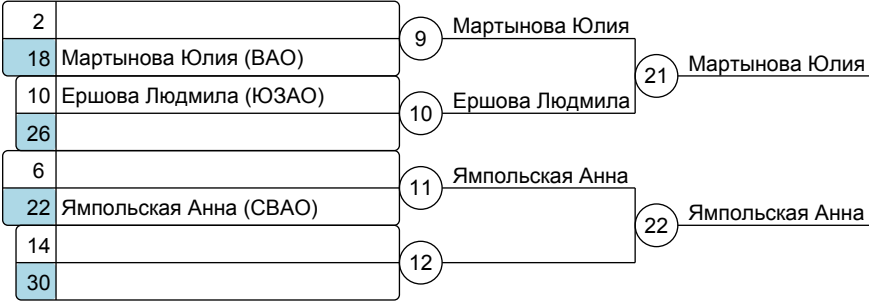 2
18 Мартынова Юлия (ВАО)
10 Ершова Людмила (ЮЗАО)
26
6
22 Ямпольская Анна (СВАО)
14
30
9 Мартынова Юлия
10 Ершова Людмила
11 Ямпольская Анна
12
21 Мартынова Юлия
22 Ямпольская Анна